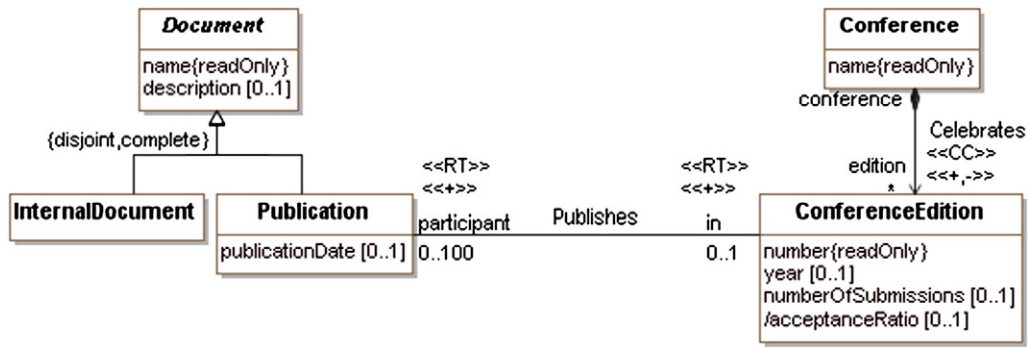 Document
name{readOnly}
description [0..1]
{disjoint,complete}
InternalDocument
Publication
publicationDate [0..1]
<<RT>>
<<+>>
participant
0..100
Publishes
<<RT>>
<<+>>
in
0..1
Conference
name{readOnly}
conference
Celebrates
<<CC>>
<<+,->>
edition
*
ConferenceEdition
number{readOnly}
year [0..1]
numberOfSubmissions [0..1]
/acceptanceRatio [0..1]